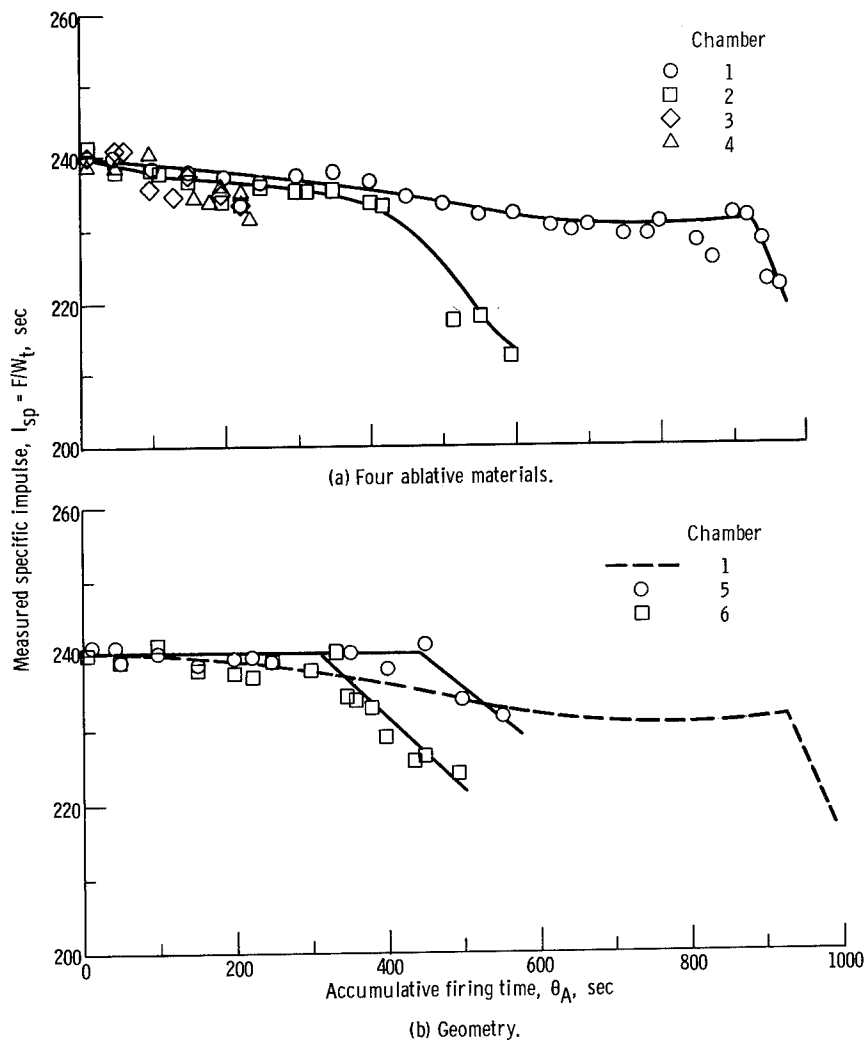 260
240
220
200
Chamber
1
2
3
4
(a) Four ablative materials.
Measured specific impulse, Isp = F/Wt, sec
260
240
220
200
Chamber
1
5
6
0 200 400 600 800 1000
Accumulative firing time, θA, sec
(b) Geometry.